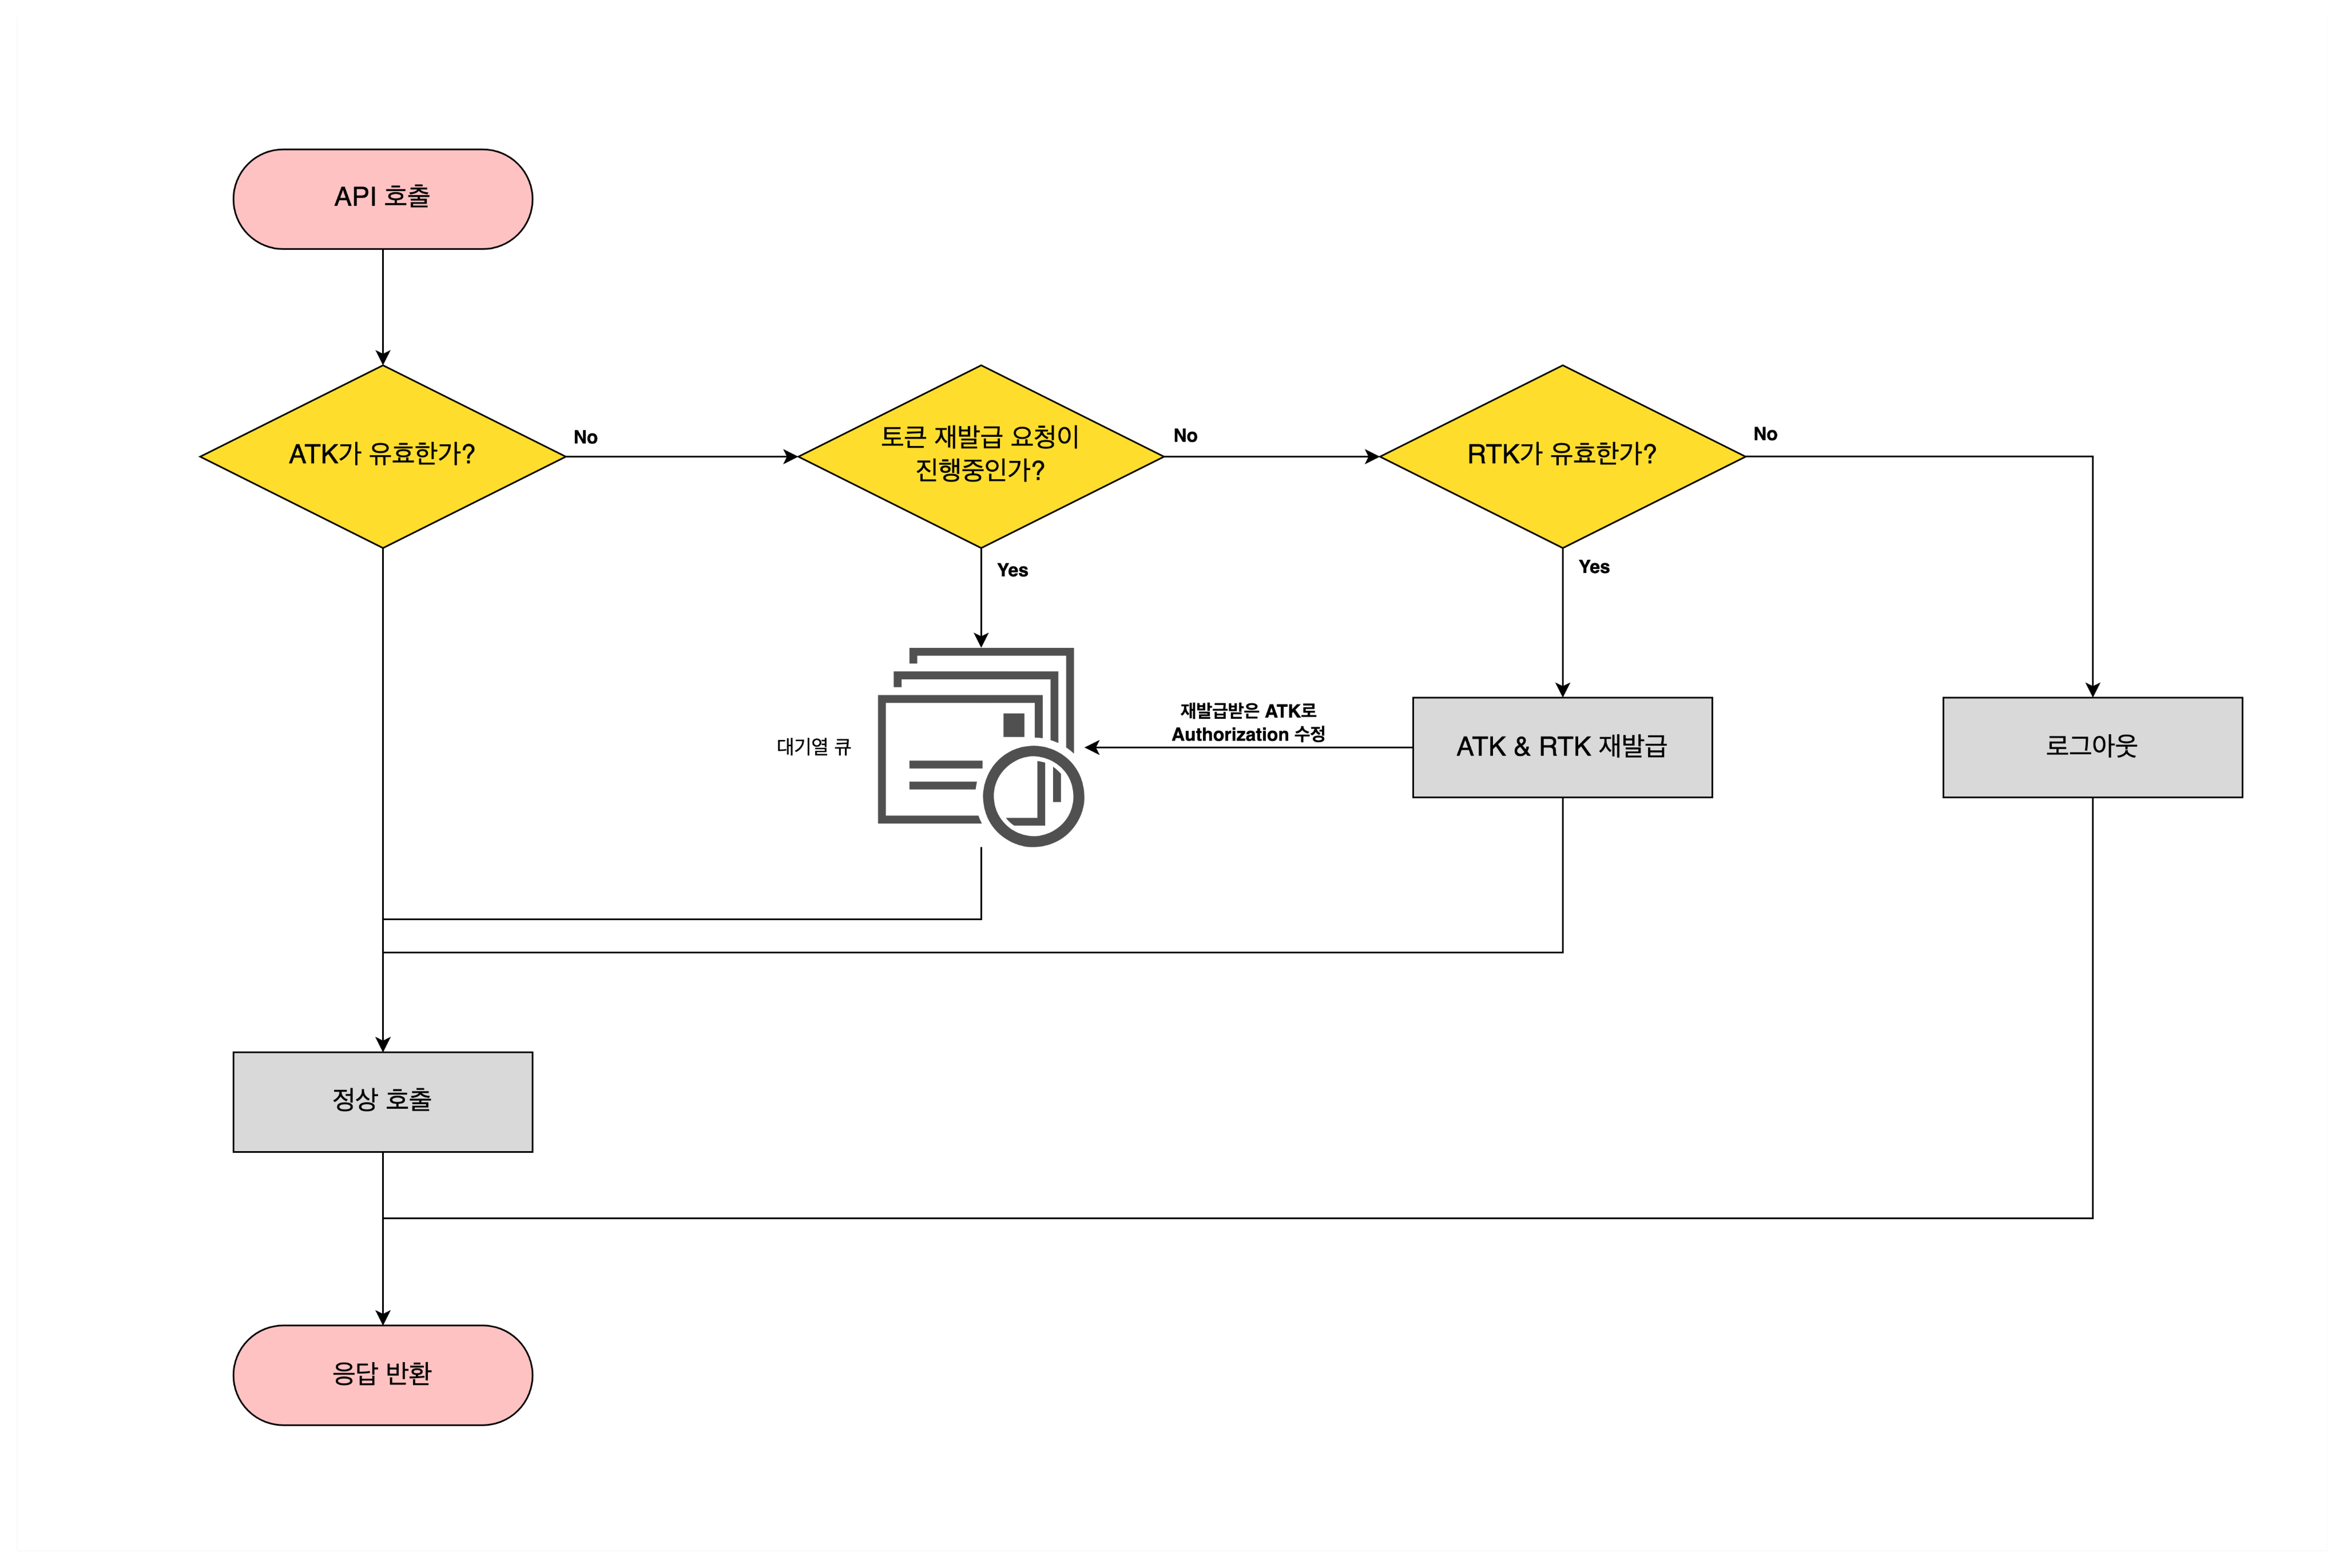 API 호출
ATK가 유효한가?
No
토큰 재발급 요청이
진행중인가?
No
RTK가 유효한가?
No
Yes
Yes
대기열 큐
재발급받은 ATK로
Authorization 수정
ATK & RTK 재발급
로그아웃
정상 호출
응답 반환